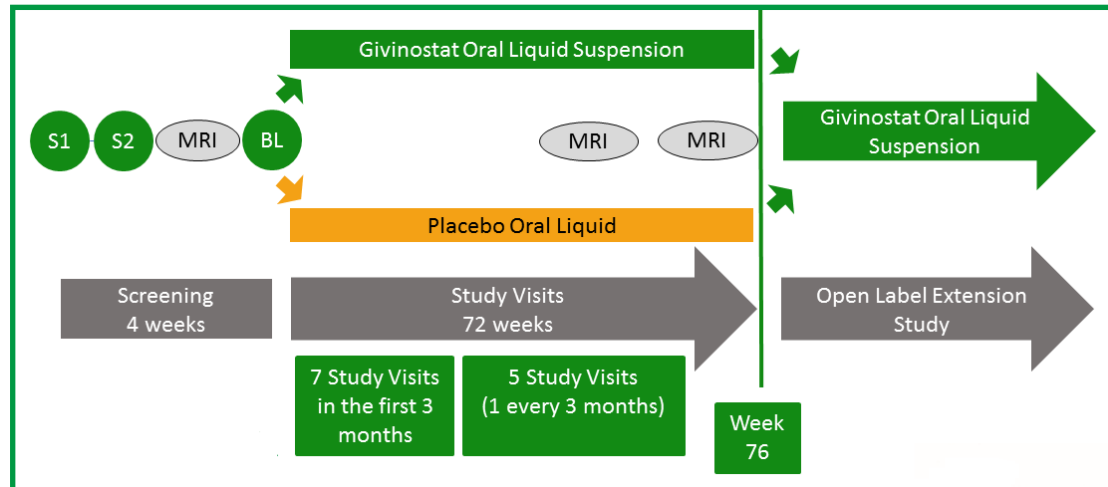 Givinostat Oral Liquid Suspension
S1
S2
MRI
BL
MRI
MRI
Givinostat Oral Liquid
Suspension
Placebo Oral Liquid
Screening
4 weeks
Study Visits
72 weeks
Open Label Extension
Study
7 Study Visits
in the first 3
months
5 Study Visits
(1 every 3 months)
Week
76